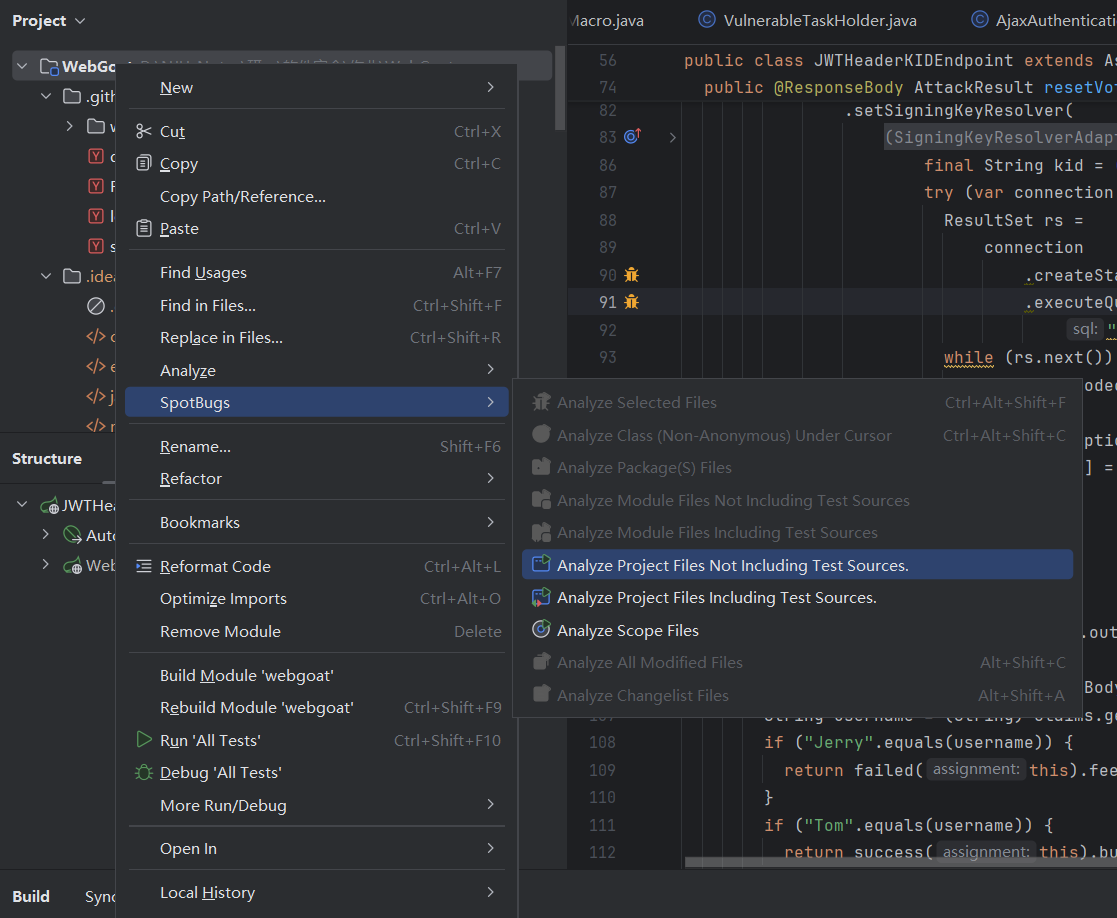 Project
Macro.java
VulnerableTaskHolder.java
WebGo
.gith
.idea
Structure
JWTHea
Auto
Web
Build
Sync
New
Cut Ctrl+X
Copy Ctrl+C
Copy Path/Reference...
Paste Ctrl+V
Find Usages Alt+F7
Find in Files... Ctrl+Shift+F
Replace in Files... Ctrl+Shift+R
Analyze
SpotBugs
Rename... Shift+F6
Refactor
Bookmarks
Reformat Code Ctrl+Alt+L
Optimize Imports Ctrl+Alt+O
Remove Module Delete
Build Module 'webgoat'
Rebuild Module 'webgoat' Ctrl+Shift+F9
Run 'All Tests' Ctrl+Shift+F10
Debug 'All Tests'
More Run/Debug
Open In
Local History
Analyze Selected Files Ctrl+Alt+Shift+F
Analyze Class (Non-Anonymous) Under Cursor Ctrl+Alt+Shift+C
Analyze Package(S) Files
Analyze Module Files Not Including Test Sources
Analyze Module Files Including Test Sources
Analyze Project Files Not Including Test Sources.
Analyze Project Files Including Test Sources.
Analyze Scope Files
Analyze All Modified Files Alt+Shift+C
Analyze Changelist Files Alt+Shift+A
AjaxAuthenticati
56 public class JWTHeaderKIDEndpoint extends As
74 public @ResponseBody AttackResult resetVot
82 .setSigningKeyResolver(
83 (SigningKeyResolverAdapt
86 final String kid =
87 try (var connection
88 ResultSet rs =
89 connection
90 .createSta
91 .executeQu
92 sql: "
93 while (rs.next())
108 if ("Jerry".equals(username)) {
109 return failed( assignment: this).fee
110 }
111 if ("Tom".equals(username)) {
112 return success( assignment: this).bu